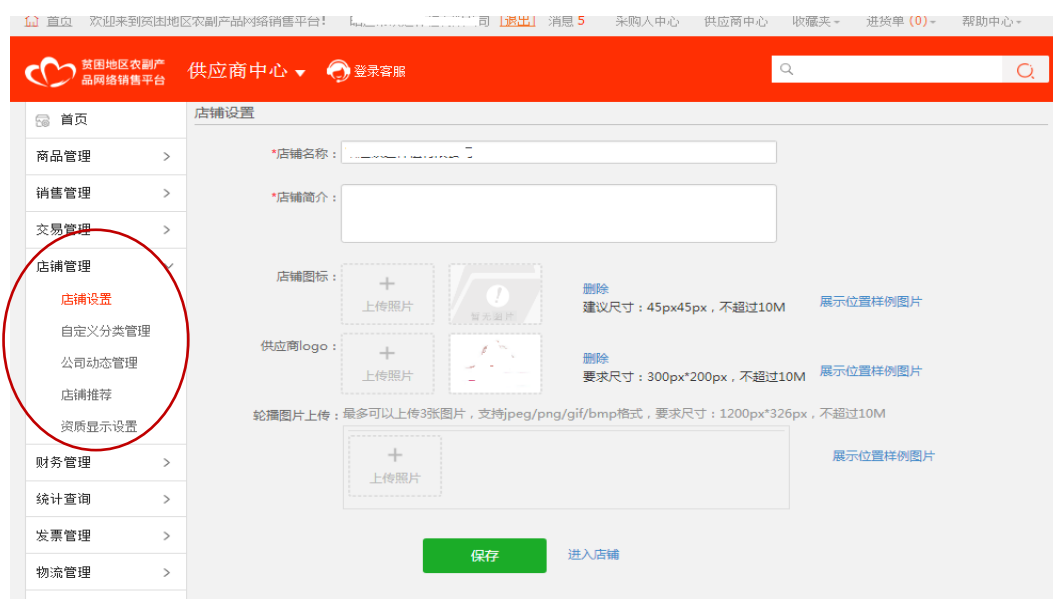 首页 欢迎来到贫困地区农副产品网络销售平台! 司 [退出] 消息 5 采购人中心 供应商中心 收藏夹 进货单 (0) 帮助中心
贫困地区农副产
品网络销售平台
供应商中心 登录客服
首页
商品管理
销售管理
交易管理
店铺管理
店铺设置
自定义分类管理
公司动态管理
店铺推荐
资质显示设置
财务管理
统计查询
发票管理
物流管理
店铺设置
*店铺名称:
*店铺简介:
店铺图标:
上传照片
暂无图片
删除
建议尺寸:45px45px,不超过10M
展示位置样例图片
供应商logo:
上传照片
删除
要求尺寸:300px*200px,不超过10M
展示位置样例图片
轮播图片上传:最多可以上传3张图片,支持jpeg/png/gif/bmp格式,要求尺寸:1200px*326px,不超过10M
上传照片
展示位置样例图片
保存
进入店铺